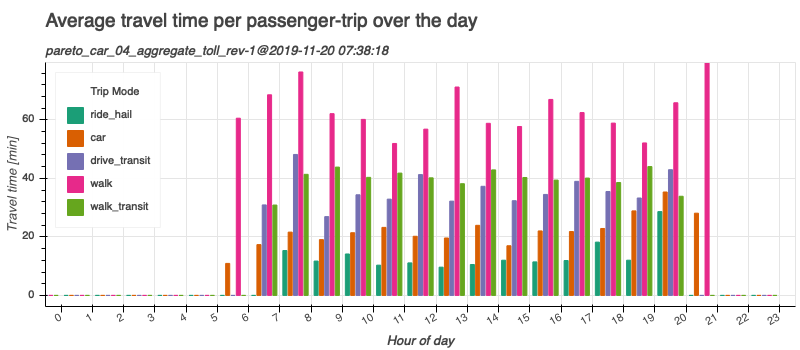 Average travel time per passenger-trip over the day
pareto_car_04_aggregate_toll_rev-1@2019-11-20 07:38:18
Trip Mode
ride_hail
car
drive_transit
walk
walk_transit
Travel time [min]
60
40
20
0
0 1 2 3 4 5 6 7 8 9 10 11 12 13 14 15 16 17 18 19 20 21 22 23
Hour of day